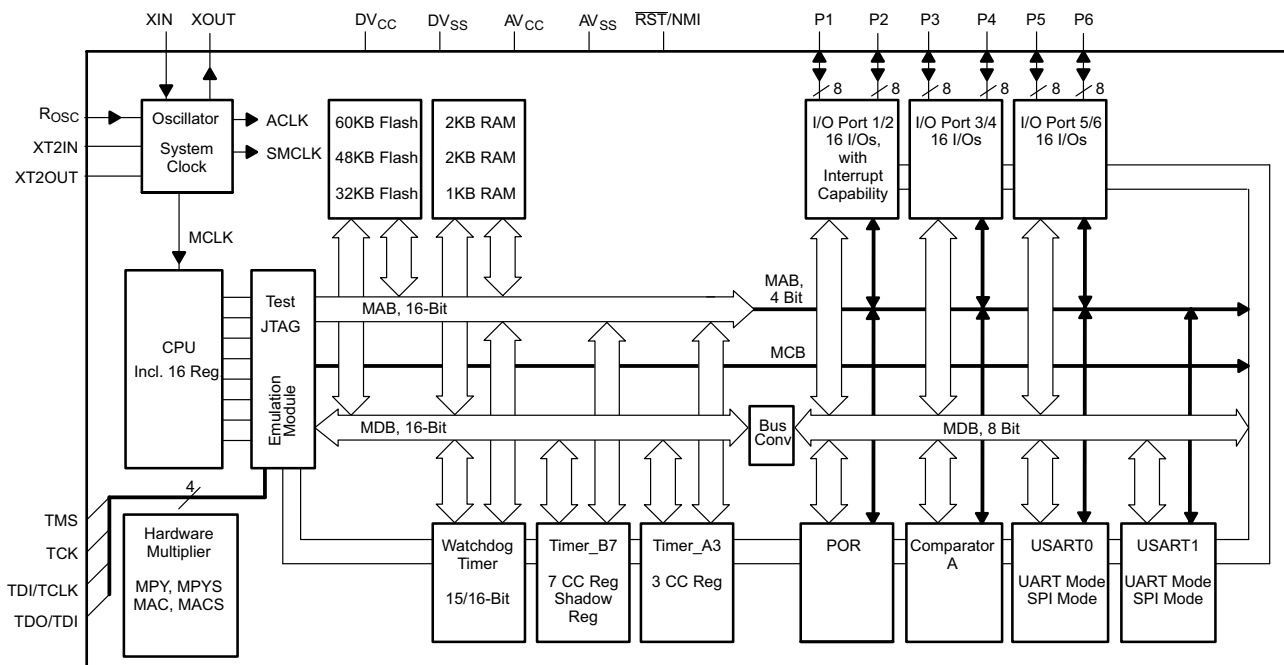 XIN
XOUT
DVCC
DVSS
AVCC
AVSS
RST/NMI
P1
P2
P3
P4
P5
P6
8
8
8
8
8
8
ROSC
XT2IN
XT2OUT
Oscillator
System
Clock
ACLK
SMCLK
60KB Flash
48KB Flash
32KB Flash
2KB RAM
2KB RAM
1KB RAM
I/O Port 1/2
16 I/Os,
with
Interrupt
Capability
I/O Port 3/4
16 I/Os
I/O Port 5/6
16 I/Os
MCLK
CPU
Incl. 16 Reg.
Test
JTAG
Emulation
Module
MAB, 16-Bit
MAB,
4 Bit
MCB
MDB, 16-Bit
Bus
Conv
MDB, 8 Bit
4
TMS
TCK
TDI/TCLK
TDO/TDI
Hardware
Multiplier
MPY, MPYS
MAC, MACS
Watchdog
Timer
15/16-Bit
Timer_B7
7 CC Reg
Shadow
Reg
Timer_A3
3 CC Reg
POR
Comparator
A
USART0
UART Mode
SPI Mode
USART1
UART Mode
SPI Mode